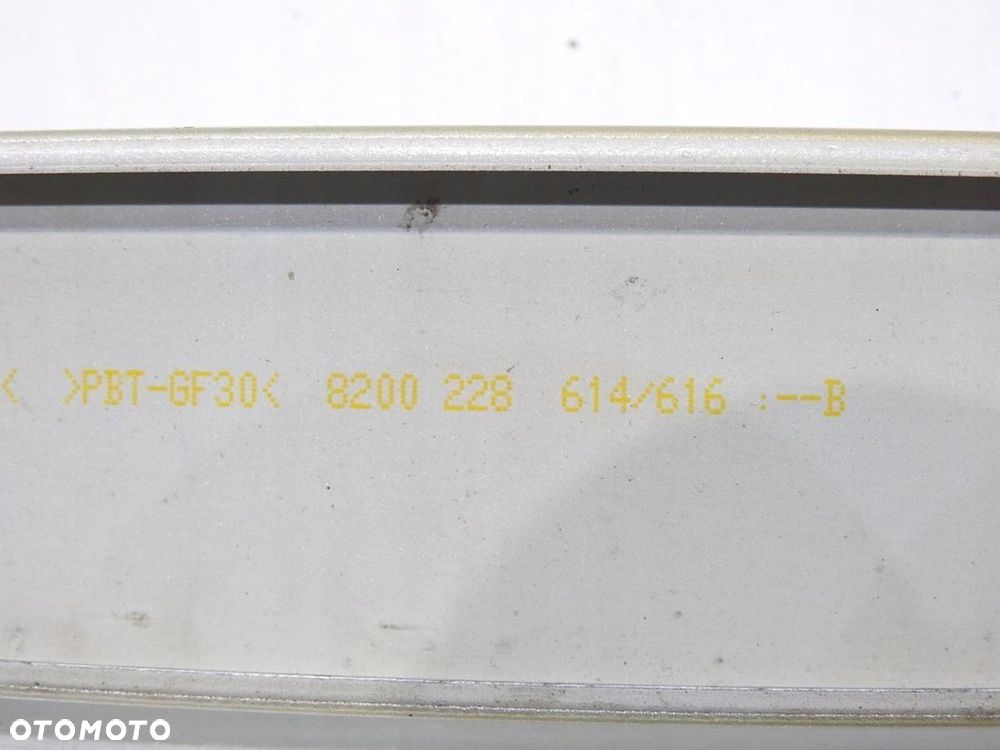 < >PBT-GF30< 8200 228 614/616 :--B
OTOMOTO